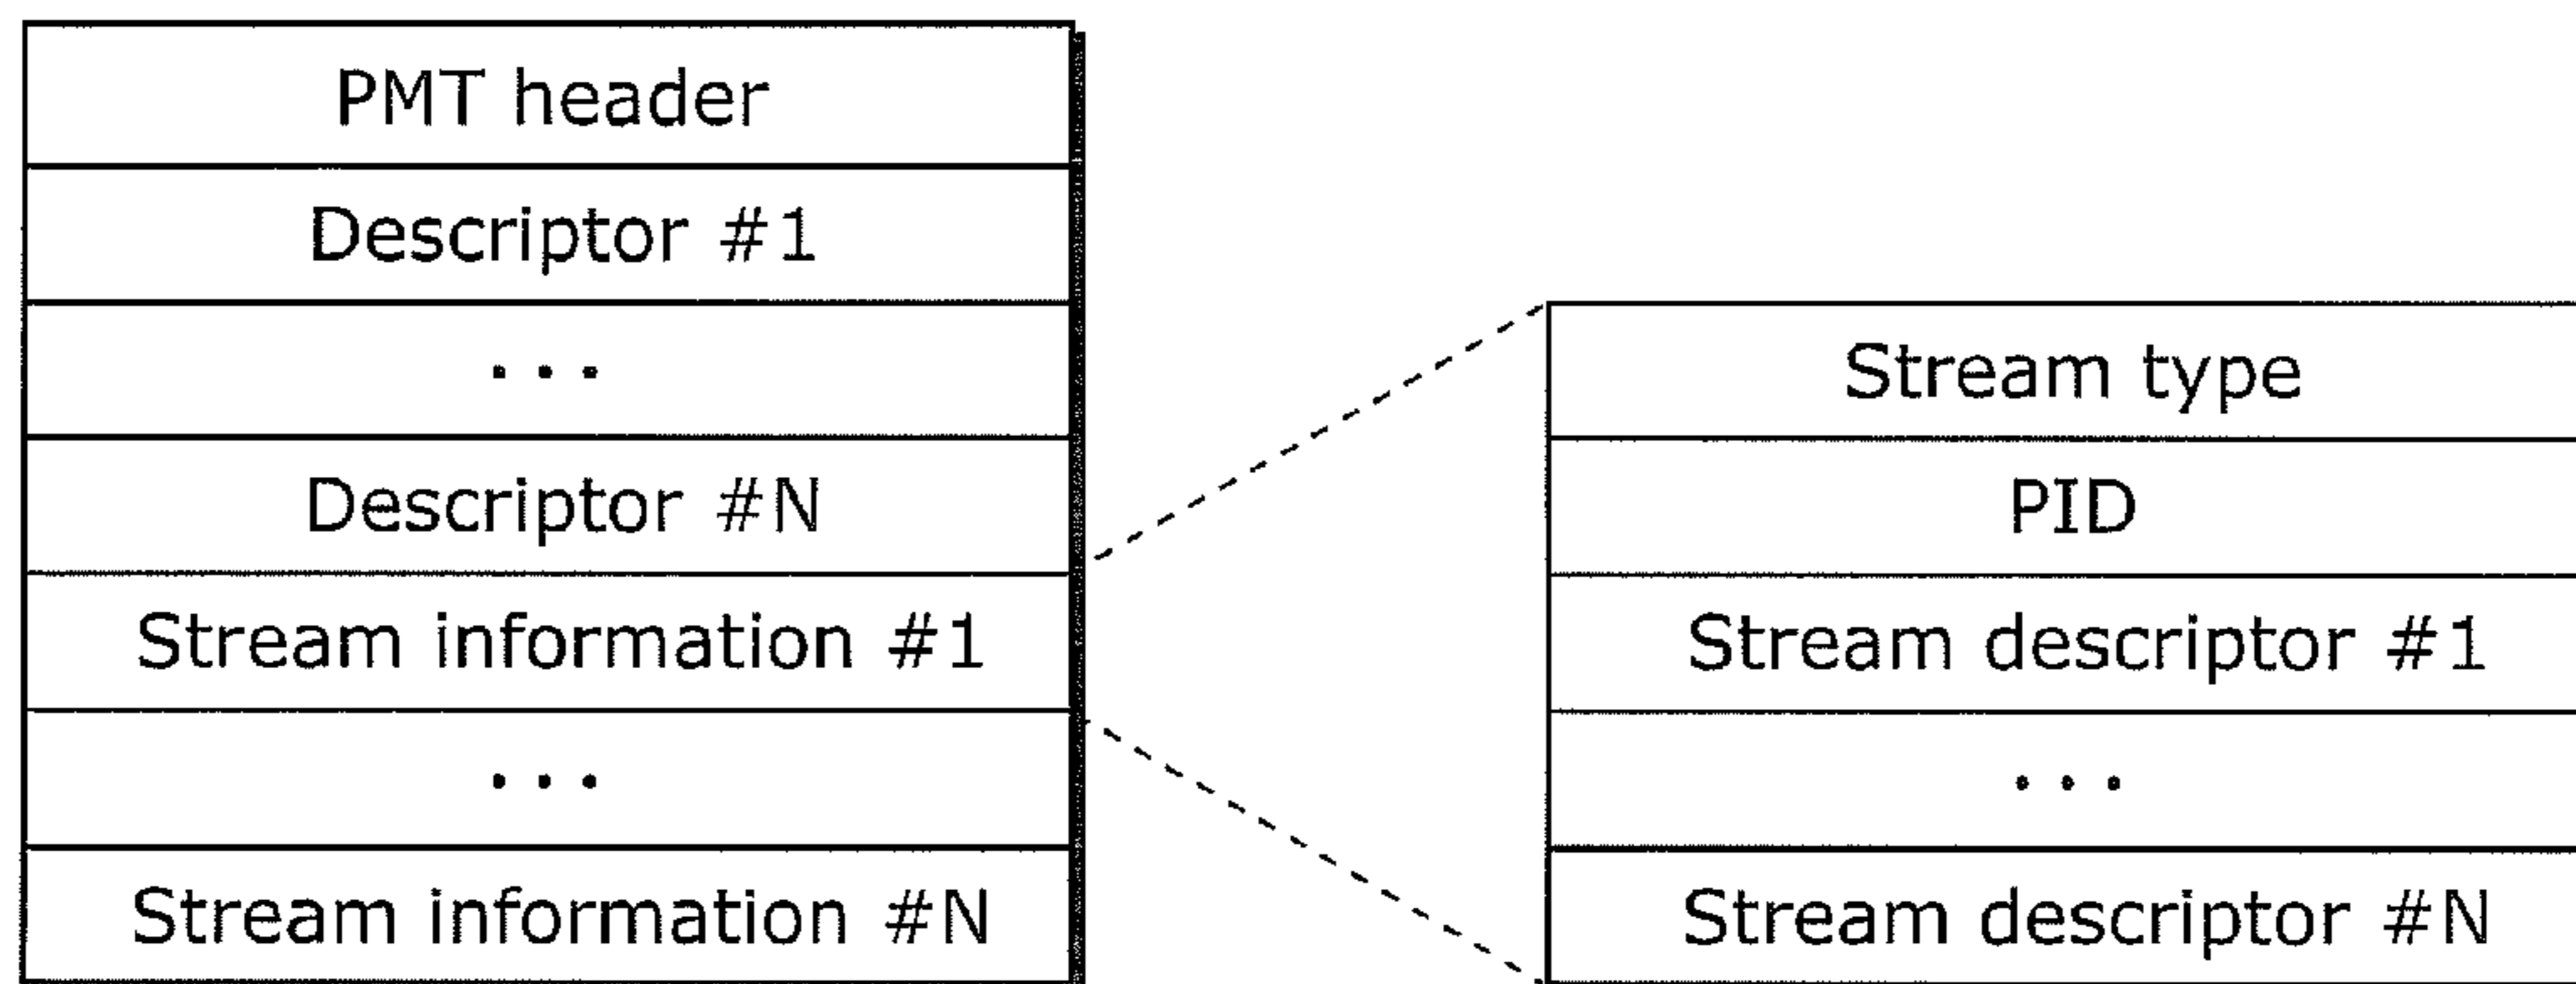 PMT header
Descriptor #1
...
Descriptor #N
Stream information #1
...
Stream information #N
Stream type
PID
Stream descriptor #1
...
Stream descriptor #N